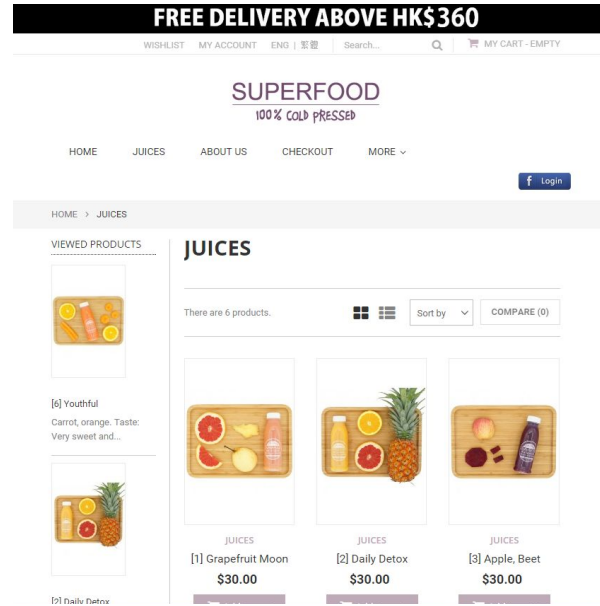 FREE DELIVERY ABOVE HK$360
WISHLIST MY ACCOUNT ENG | 繁體 Search... MY CART - EMPTY
SUPERFOOD
100% COLD PRESSED
HOME JUICES ABOUT US CHECKOUT MORE
f Login
HOME > JUICES
VIEWED PRODUCTS
[6] Youthful
Carrot, orange. Taste:
Very sweet and...
[2] Daily Detox
JUICES
There are 6 products.
Sort by
COMPARE (0)
JUICES
[1] Grapefruit Moon
$30.00
JUICES
[2] Daily Detox
$30.00
JUICES
[3] Apple, Beet
$30.00